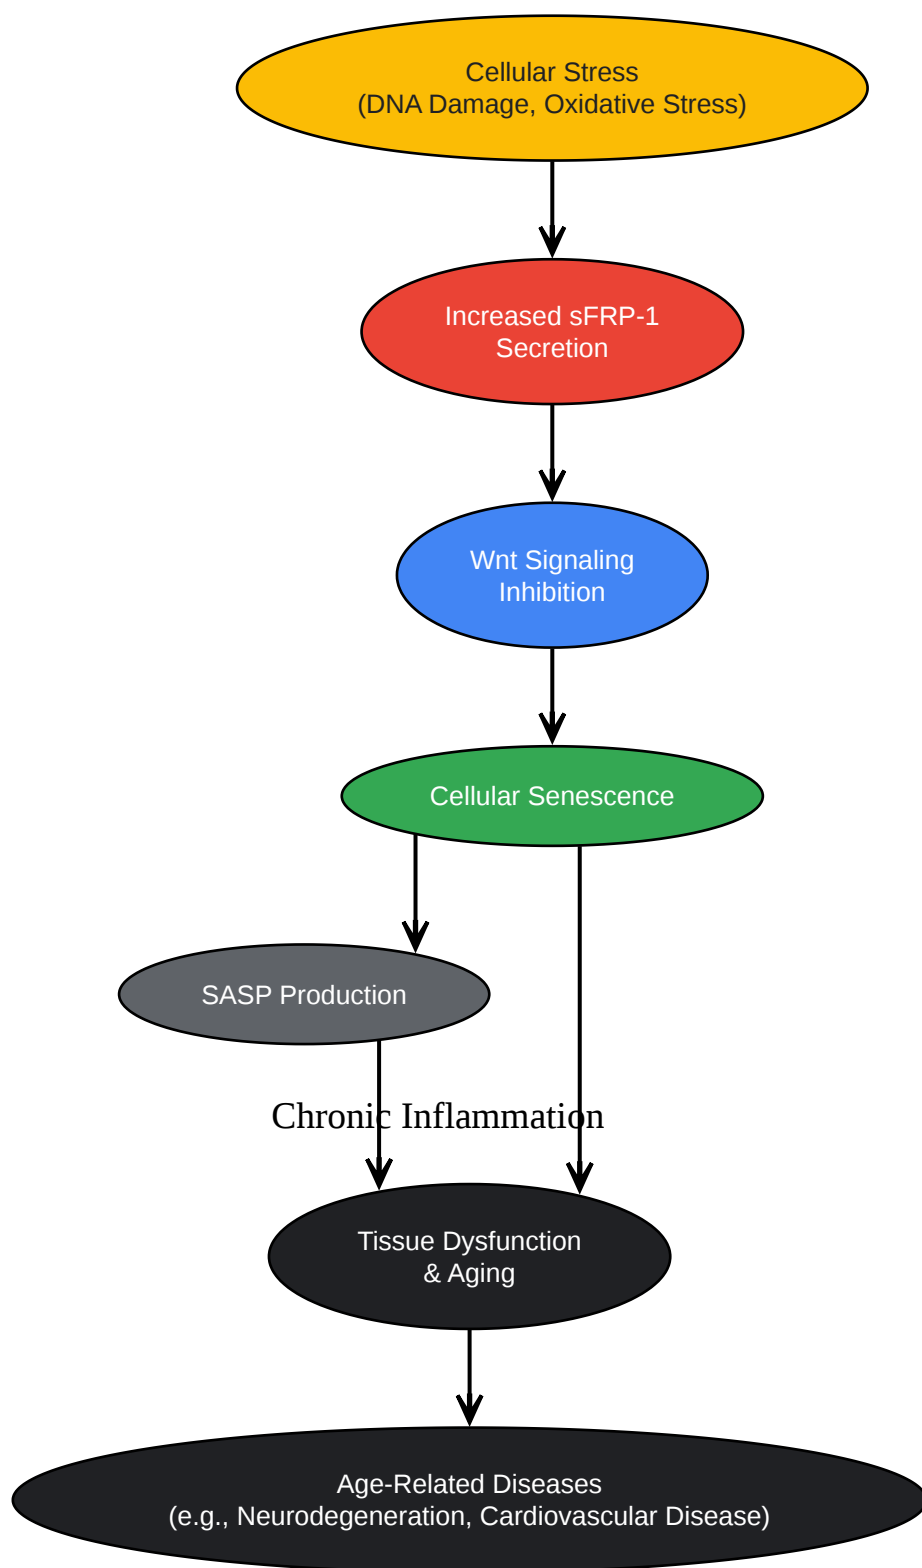 Cellular Stress
(DNA Damage, Oxidative Stress)
Increased sFRP-1
Secretion
Wnt Signaling
Inhibition
Cellular Senescence
SASP Production
Chronic Inflammation
Tissue Dysfunction
& Aging
Age-Related Diseases
(e.g., Neurodegeneration, Cardiovascular Disease)